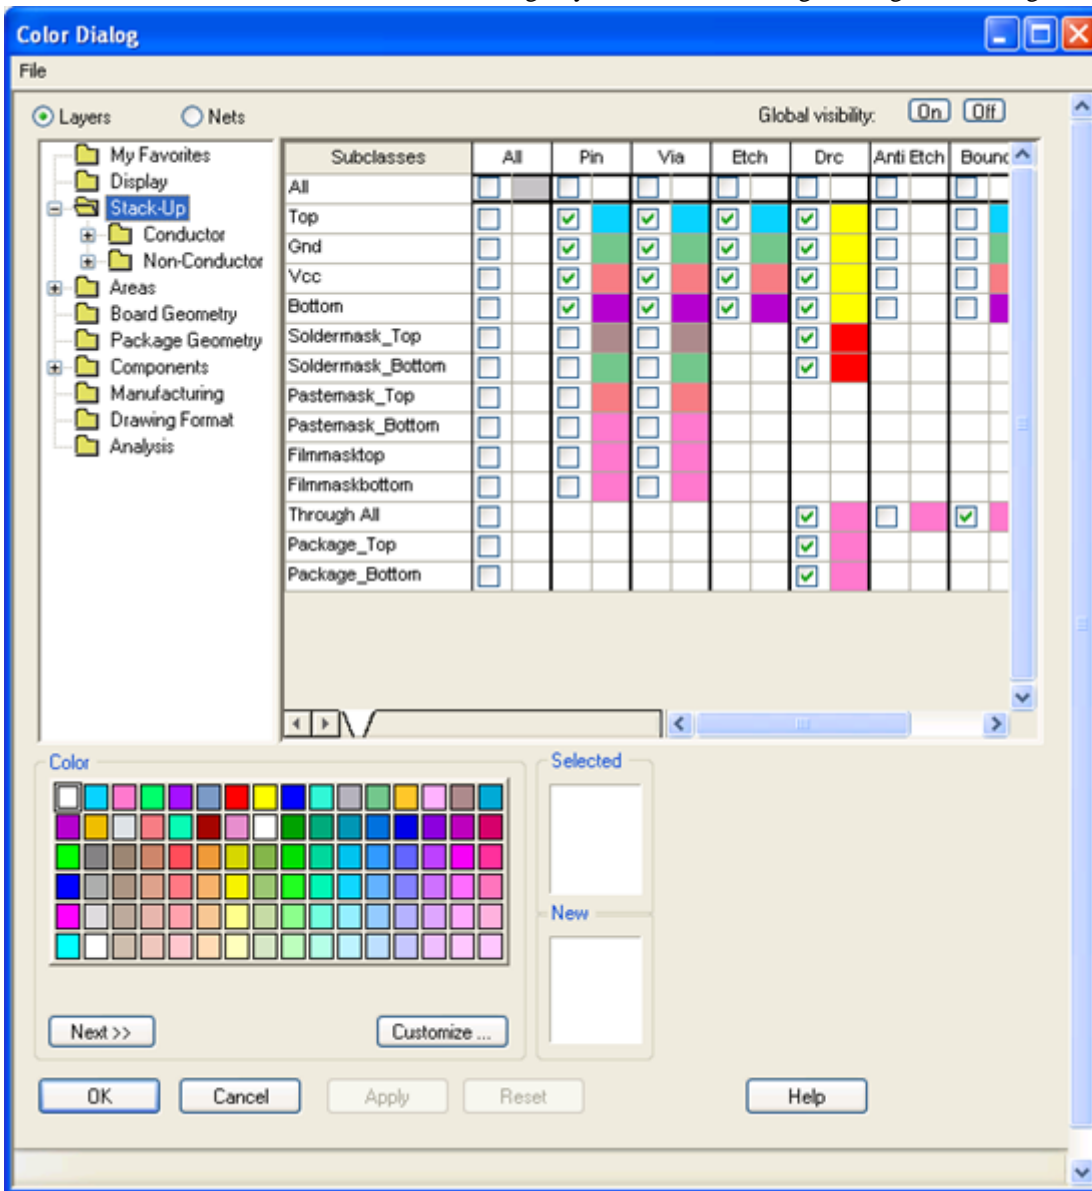 Color Dialog
File
Layers Nets Global visibility: On Off
My Favorites
Display
Stack-Up
Conductor
Non-Conductor
Areas
Board Geometry
Package Geometry
Components
Manufacturing
Drawing Format
Analysis
Subclasses All Pin Via Etch Drc Anti Etch Bounc
All
Top
Gnd
Vcc
Bottom
Soldermask_Top
Soldermask_Bottom
Pastemask_Top
Pastemask_Bottom
Filmmasktop
Filmmaskbottom
Through All
Package_Top
Package_Bottom
Color
Selected
New
Next >> Customize ...
OK Cancel Apply Reset Help